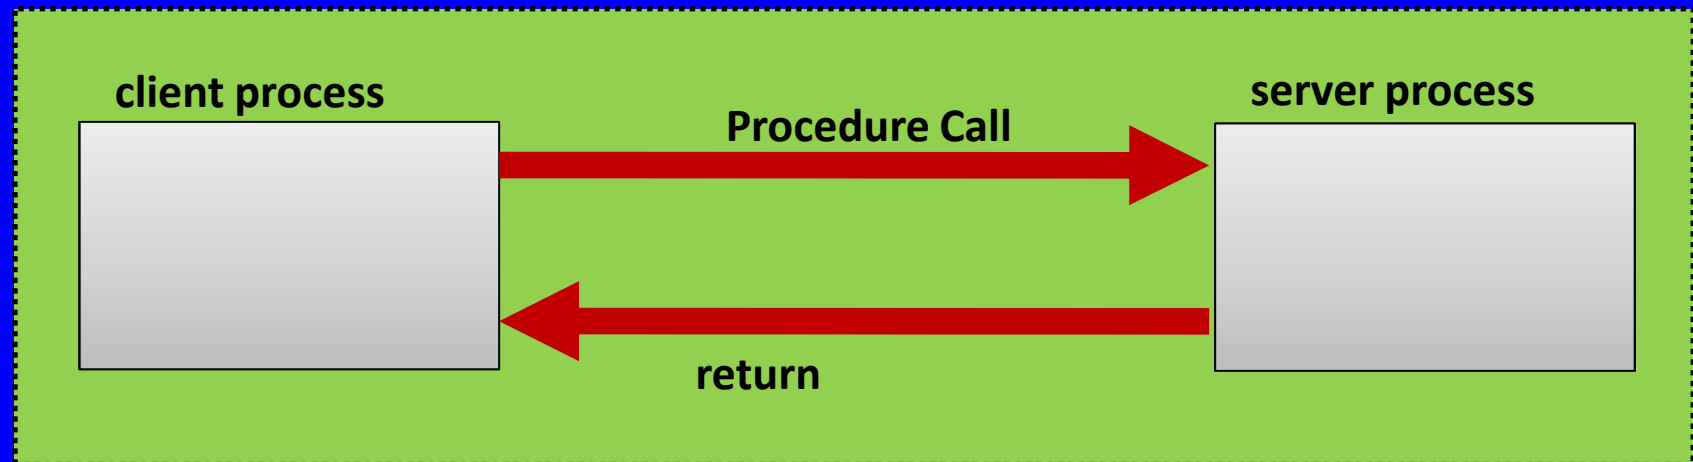 client process
server process
Procedure Call
return